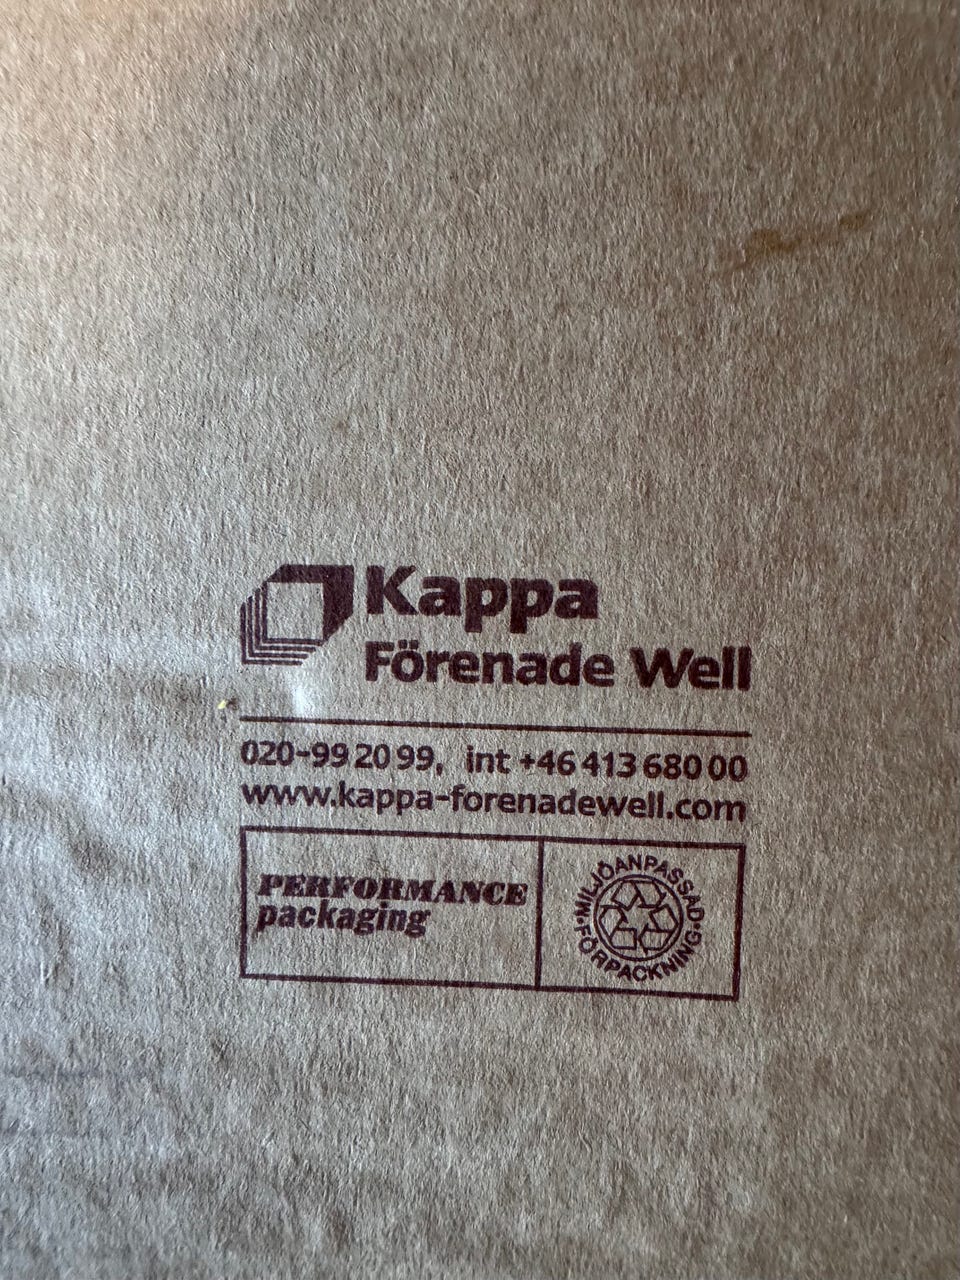 Kappa
Förenade Well
020-99 20 99, int +46 413 680 00
www.kappa-forenadewell.com
PERFORMANCE
packaging
MILJÖANPASSAD
FÖRPACKNING